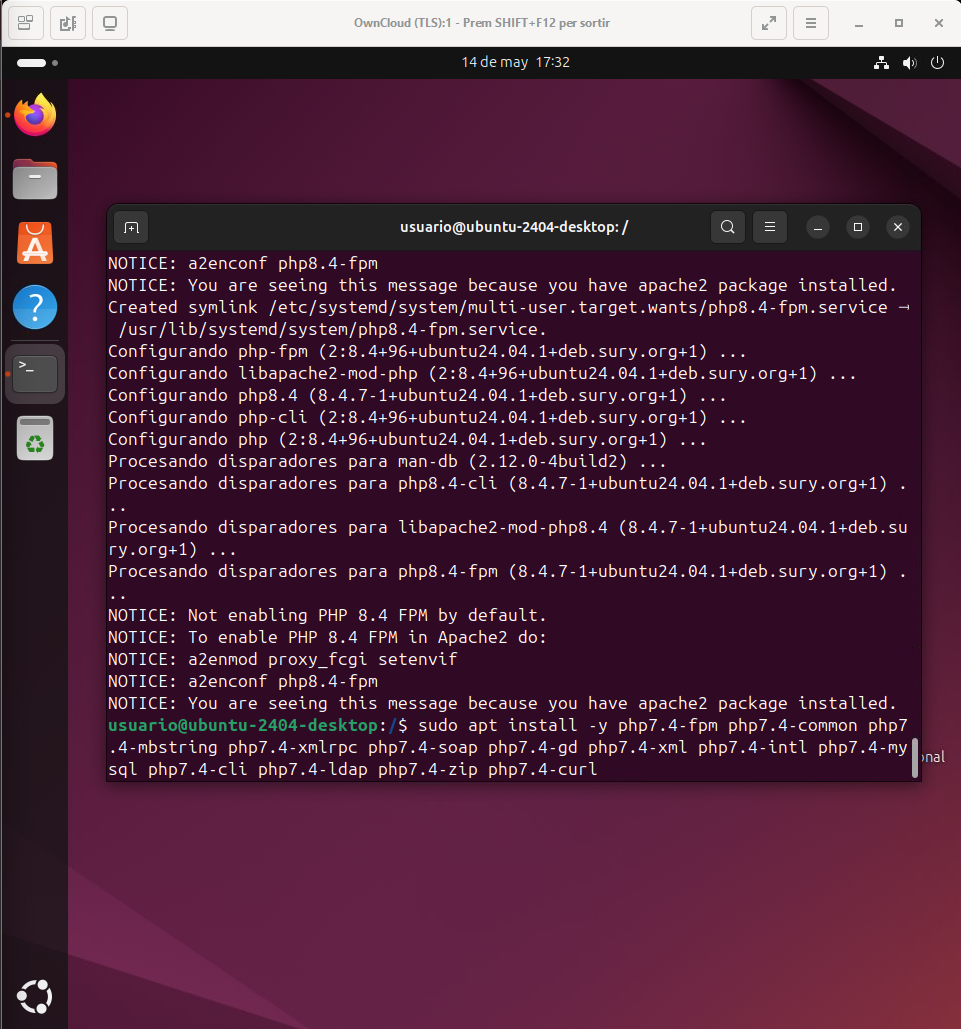 OwnCloud (TLS):1 - Prem SHIFT+F12 per sortir
14 de may 17:32
usuario@ubuntu-2404-desktop: /
NOTICE: a2enconf php8.4-fpm
NOTICE: You are seeing this message because you have apache2 package installed.
Created symlink /etc/systemd/system/multi-user.target.wants/php8.4-fpm.service →
/usr/lib/systemd/system/php8.4-fpm.service.
Configurando php-fpm (2:8.4+96+ubuntu24.04.1+deb.sury.org+1) ...
Configurando libapache2-mod-php (2:8.4+96+ubuntu24.04.1+deb.sury.org+1) ...
Configurando php8.4 (8.4.7-1+ubuntu24.04.1+deb.sury.org+1) ...
Configurando php-cli (2:8.4+96+ubuntu24.04.1+deb.sury.org+1) ...
Configurando php (2:8.4+96+ubuntu24.04.1+deb.sury.org+1) ...
Procesando disparadores para man-db (2.12.0-4build2) ...
Procesando disparadores para php8.4-cli (8.4.7-1+ubuntu24.04.1+deb.sury.org+1) .
..
Procesando disparadores para libapache2-mod-php8.4 (8.4.7-1+ubuntu24.04.1+deb.su
ry.org+1) ...
Procesando disparadores para php8.4-fpm (8.4.7-1+ubuntu24.04.1+deb.sury.org+1) .
..
NOTICE: Not enabling PHP 8.4 FPM by default.
NOTICE: To enable PHP 8.4 FPM in Apache2 do:
NOTICE: a2enmod proxy_fcgi setenvif
NOTICE: a2enconf php8.4-fpm
NOTICE: You are seeing this message because you have apache2 package installed.
usuario@ubuntu-2404-desktop:/$ sudo apt install -y php7.4-fpm php7.4-common php7
.4-mbstring php7.4-xmlrpc php7.4-soap php7.4-gd php7.4-xml php7.4-intl php7.4-my
sql php7.4-cli php7.4-ldap php7.4-zip php7.4-curl